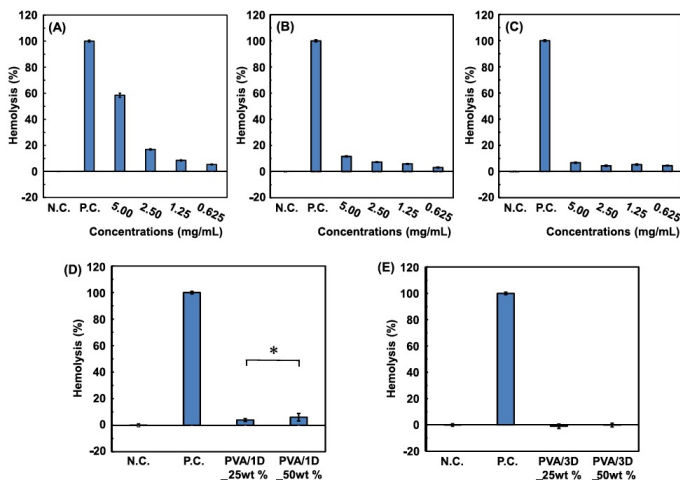 (A)
Hemolysis (%)
120
100
80
60
40
20
0
-20
N.C. P.C. 5.00 2.50 1.25 0.625
Concentrations (mg/mL)
(B)
Hemolysis (%)
120
100
80
60
40
20
0
-20
N.C. P.C. 5.00 2.50 1.25 0.625
Concentrations (mg/mL)
(C)
Hemolysis (%)
120
100
80
60
40
20
0
-20
N.C. P.C. 5.00 2.50 1.25 0.625
Concentrations (mg/mL)
(D)
Hemolysis (%)
120
100
80
60
40
20
0
-20
*
N.C. P.C. PVA/1D PVA/1D
_25wt % _50wt %
(E)
Hemolysis (%)
120
100
80
60
40
20
0
-20
N.C. P.C. PVA/3D PVA/3D
_25wt % _50wt %